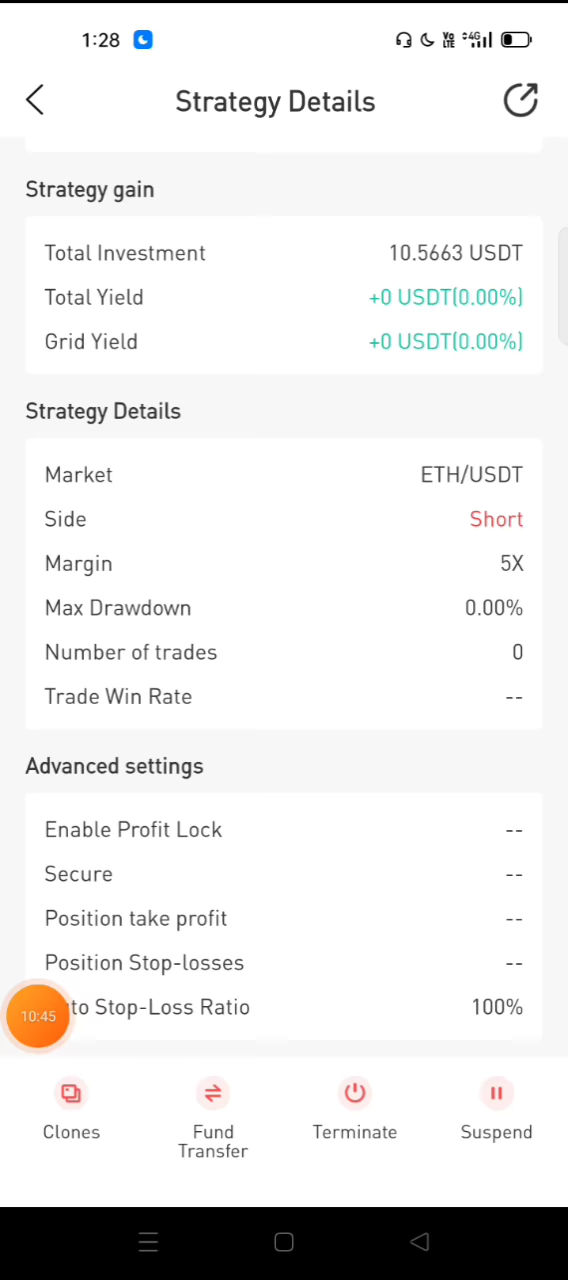 1:28
Vo LTE 4G
Strategy Details
Strategy gain
Total Investment 10.5663 USDT
Total Yield +0 USDT(0.00%)
Grid Yield +0 USDT(0.00%)
Strategy Details
Market ETH/USDT
Side Short
Margin 5X
Max Drawdown 0.00%
Number of trades 0
Trade Win Rate --
Advanced settings
Enable Profit Lock --
Secure --
Position take profit --
Position Stop-losses --
10:45 to Stop-Loss Ratio 100%
Clones Fund Terminate Suspend
Transfer